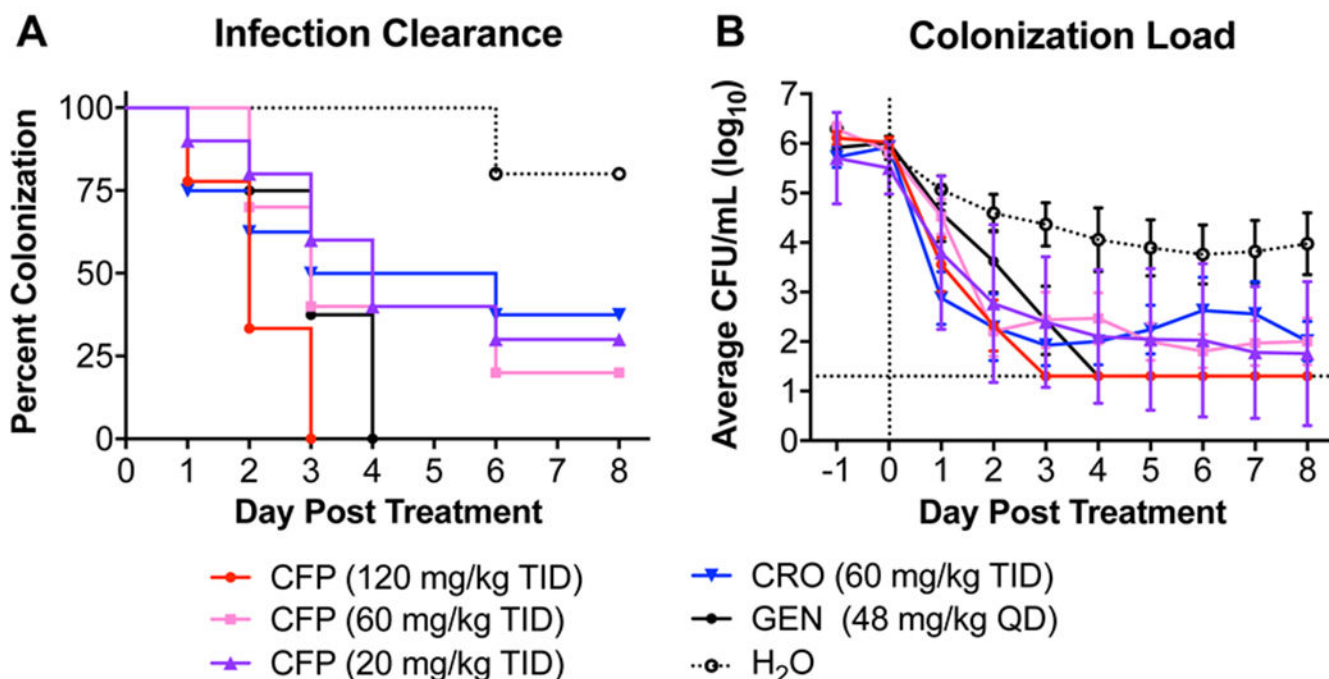 A Infection Clearance
Percent Colonization
100
75
50
25
0
0 1 2 3 4 5 6 7 8
Day Post Treatment
B Colonization Load
Average CFU/mL (log10)
7
6
5
4
3
2
1
0
-1 0 1 2 3 4 5 6 7 8
Day Post Treatment
CFP (120 mg/kg TID)
CFP (60 mg/kg TID)
CFP (20 mg/kg TID)
CRO (60 mg/kg TID)
GEN (48 mg/kg QD)
H2O